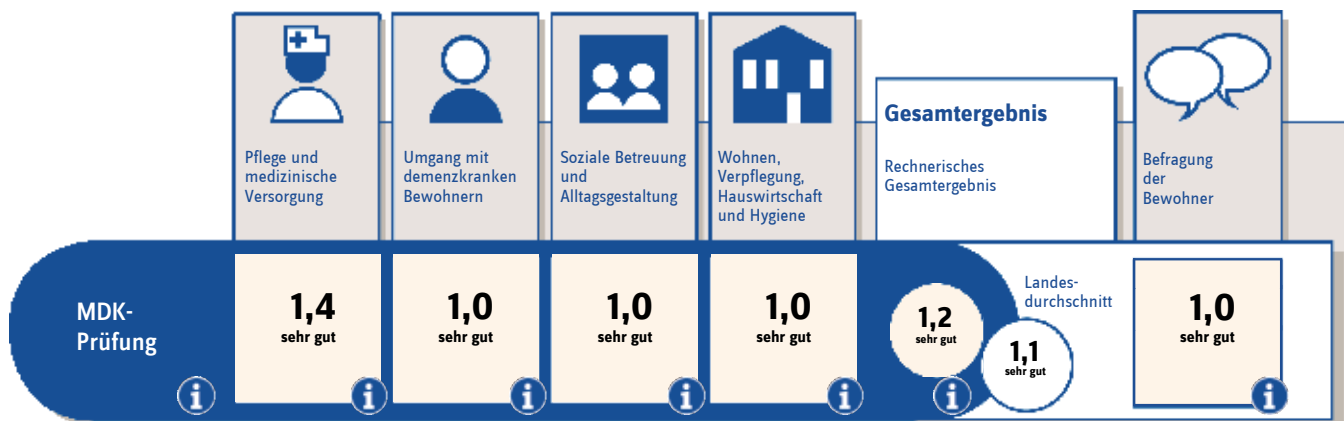 Pflege und
medizinische
Versorgung
Umgang mit
demenzkranken
Bewohnern
Soziale Betreuung
und
Alltagsgestaltung
Wohnen,
Verpflegung,
Hauswirtschaft
und Hygiene
Gesamtergebnis
Rechnerisches
Gesamtergebnis
Befragung
der
Bewohner
MDK-
Prüfung
1,4
sehr gut
1,0
sehr gut
1,0
sehr gut
1,0
sehr gut
1,2
sehr gut
Landes-
durchschnitt
1,1
sehr gut
1,0
sehr gut